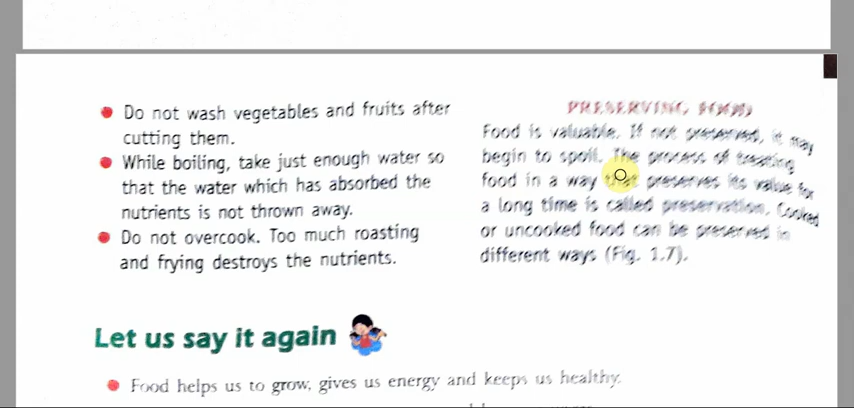 Do not wash vegetables and fruits after
cutting them.
While boiling, take just enough water so
that the water which has absorbed the
nutrients is not thrown away.
Do not overcook. Too much roasting
and frying destroys the nutrients.
PRESERVING FOOD
Food is valuable. If not preserved, it may
begin to spoil. The process of treating
food in a way that preserves its value for
a long time is called preservation. Cooked
or uncooked food can be preserved in
different ways (Fig. 1.7).
Let us say it again
Food helps us to grow, gives us energy and keeps us healthy.